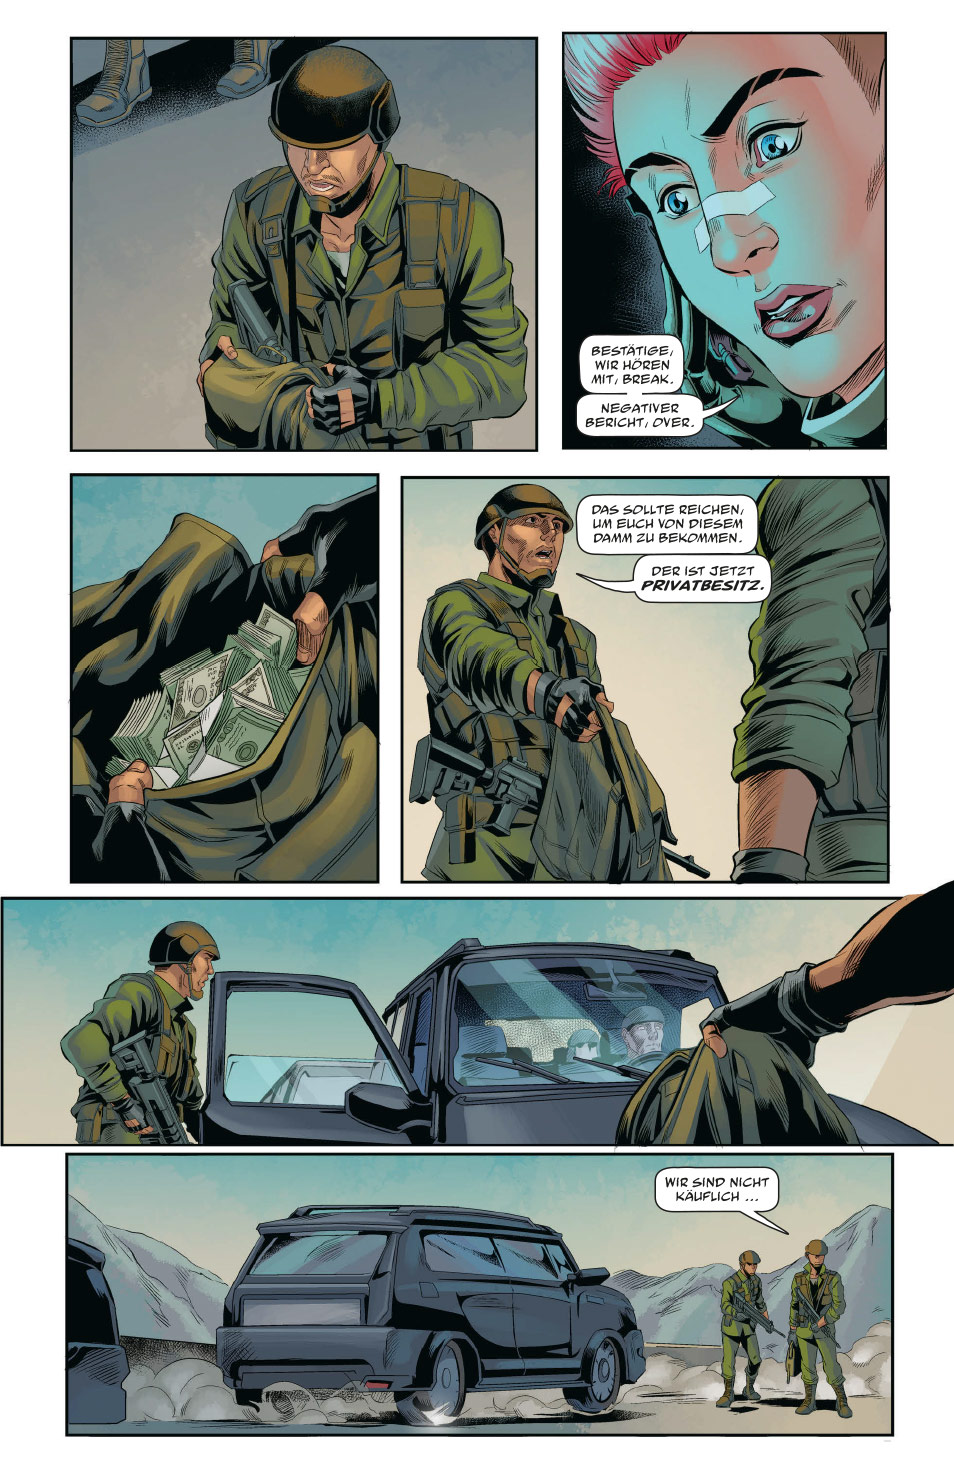 BESTÄTIGE,
WIR HÖREN
MIT, BREAK.
NEGATIVER
BERICHT, OVER.
DAS SOLLTE REICHEN,
UM EUCH VON DIESEM
DAMM ZU BEKOMMEN.
DER IST JETZT
PRIVATBESITZ.
WIR SIND NICHT
KÄUFLICH ...